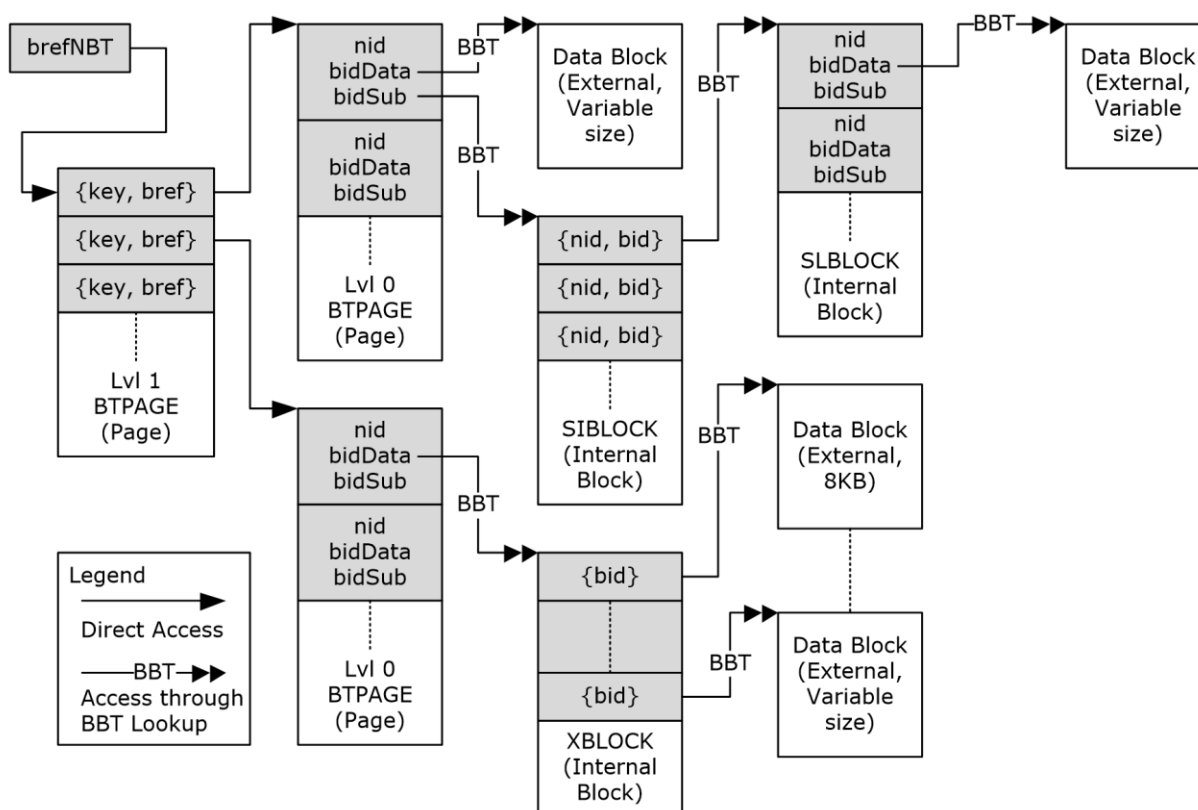 brefNBT
{key, bref}
{key, bref}
{key, bref}
Lvl 1
BTPAGE
(Page)
nid
bidData
bidSub
nid
bidData
bidSub
Lvl 0
BTPAGE
(Page)
BBT
BBT
Data Block
(External,
Variable
size)
{nid, bid}
{nid, bid}
{nid, bid}
SIBLOCK
(Internal
Block)
BBT
nid
bidData
bidSub
nid
bidData
bidSub
SLBLOCK
(Internal
Block)
BBT
Data Block
(External,
Variable
size)
nid
bidData
bidSub
nid
bidData
bidSub
Lvl 0
BTPAGE
(Page)
BBT
{bid}
{bid}
XBLOCK
(Internal
Block)
BBT
Data Block
(External,
8KB)
BBT
Data Block
(External,
Variable
size)
Legend
Direct Access
BBT
Access through
BBT Lookup